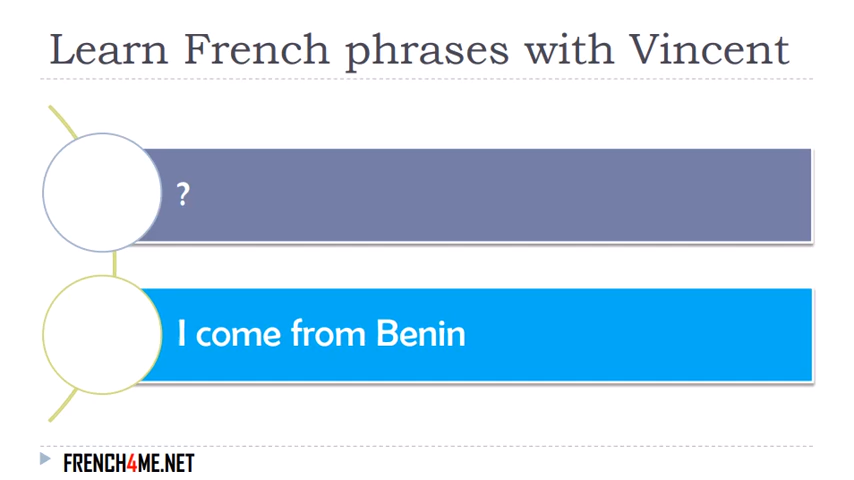 Learn French phrases with Vincent
?
I come from Benin
FRENCH4ME.NET